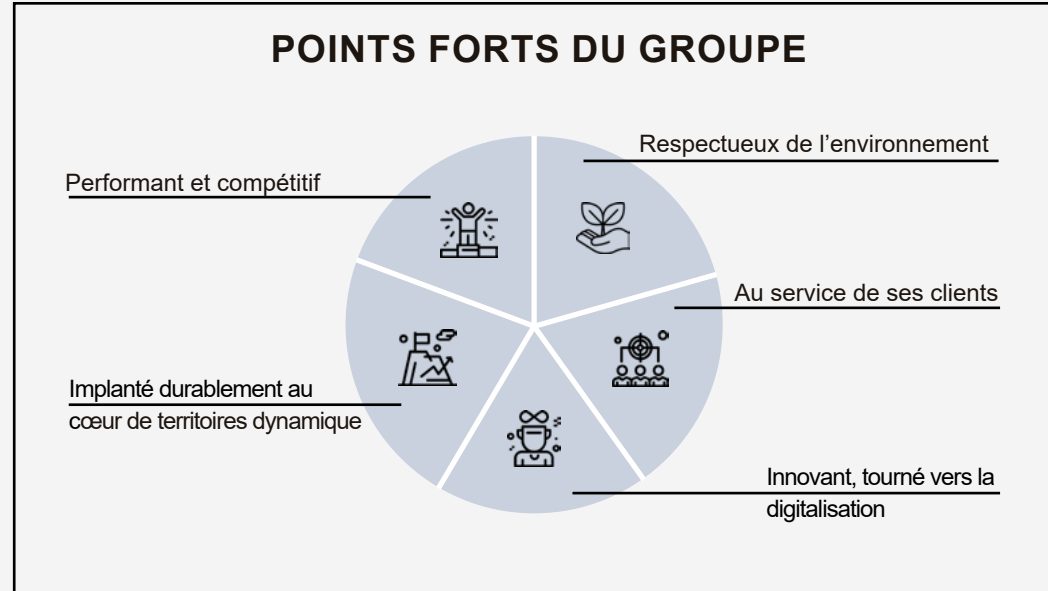 POINTS FORTS DU GROUPE
Respectueux de l’environnement
Performant et compétitif
Au service de ses clients
Implanté durablement au
cœur de territoires dynamique
Innovant, tourné vers la
digitalisation